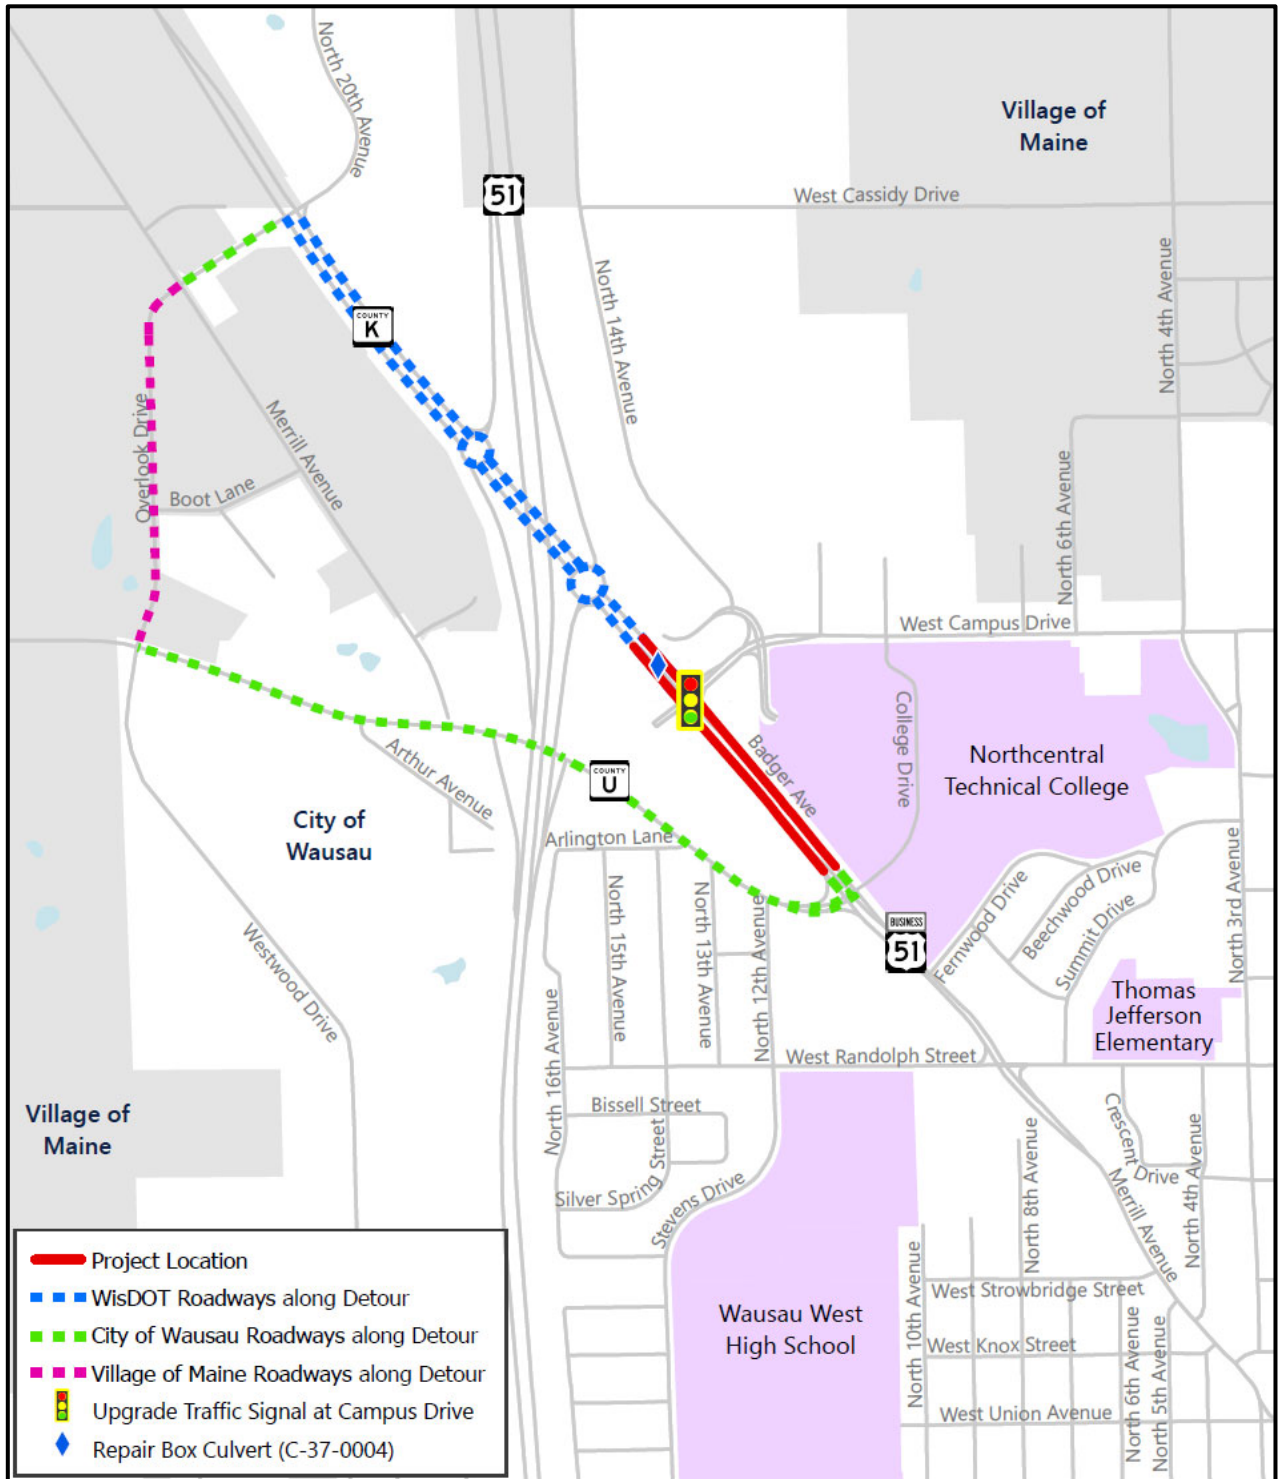 North 20th Avenue
Village of
Maine
51
West Cassidy Drive
North 14th Avenue
North 4th Avenue
COUNTY
K
Overlook Drive
Merrill Avenue
Boot Lane
North 6th Avenue
West Campus Drive
College Drive
Badger Ave
Northcentral
Technical College
COUNTY
U
Arthur Avenue
City of
Wausau
Arlington Lane
North 15th Avenue
North 13th Avenue
North 12th Avenue
BUSINESS
51
Fernwood Drive
Beechwood Drive
Summit Drive
North 3rd Avenue
Westwood Drive
Thomas
Jefferson
Elementary
North 16th Avenue
West Randolph Street
Village of
Maine
Bissell Street
Silver Spring Street
Stevens Drive
Crescent Drive
North 4th Avenue
North 8th Avenue
Merrill Avenue
North 10th Avenue
West Strowbridge Street
Wausau West
High School
West Knox Street
North 6th Avenue
North 5th Avenue
West Union Avenue
Project Location
WisDOT Roadways along Detour
City of Wausau Roadways along Detour
Village of Maine Roadways along Detour
Upgrade Traffic Signal at Campus Drive
Repair Box Culvert (C-37-0004)